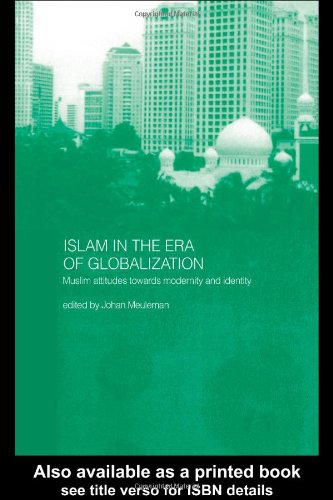 ISLAM IN THE ERA
OF GLOBALIZATION
Muslim attitudes towards modernity and identity
edited by Johan Meuleman
Also available as a printed book
see title verso for ISBN details